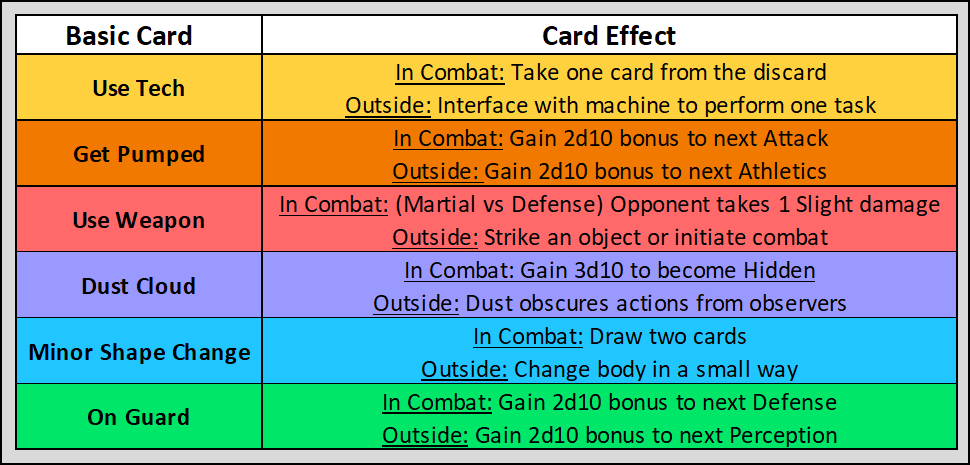 Basic Card
Card Effect
Use Tech
In Combat: Take one card from the discard
Outside: Interface with machine to perform one task
Get Pumped
In Combat: Gain 2d10 bonus to next Attack
Outside: Gain 2d10 bonus to next Athletics
Use Weapon
In Combat: (Martial vs Defense) Opponent takes 1 Slight damage
Outside: Strike an object or initiate combat
Dust Cloud
In Combat: Gain 3d10 to become Hidden
Outside: Dust obscures actions from observers
Minor Shape Change
In Combat: Draw two cards
Outside: Change body in a small way
On Guard
In Combat: Gain 2d10 bonus to next Defense
Outside: Gain 2d10 bonus to next Perception